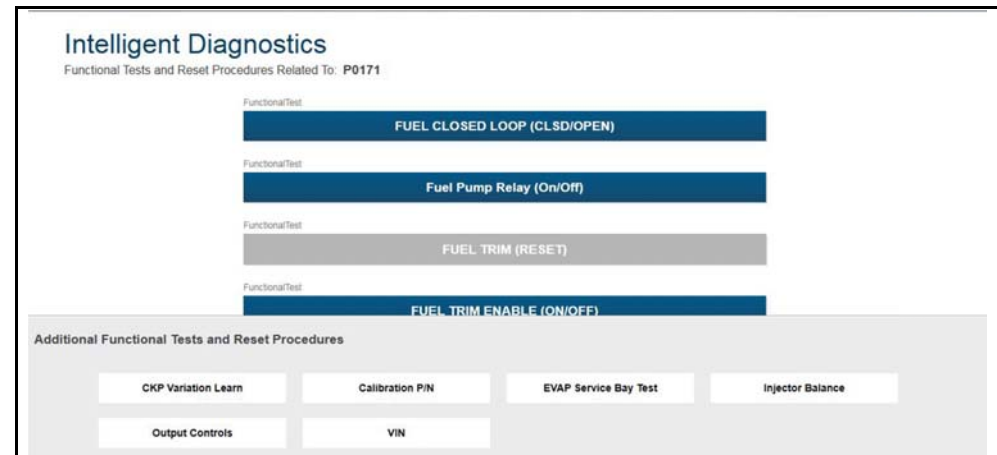 Intelligent Diagnostics
Functional Tests and Reset Procedures Related To: P0171
FunctionalTest
FUEL CLOSED LOOP (CLSD/OPEN)
FunctionalTest
Fuel Pump Relay (On/Off)
FunctionalTest
FUEL TRIM (RESET)
FunctionalTest
FUEL TRIM ENABLE (ON/OFF)
Additional Functional Tests and Reset Procedures
CKP Variation Learn Calibration P/N EVAP Service Bay Test Injector Balance
Output Controls VIN